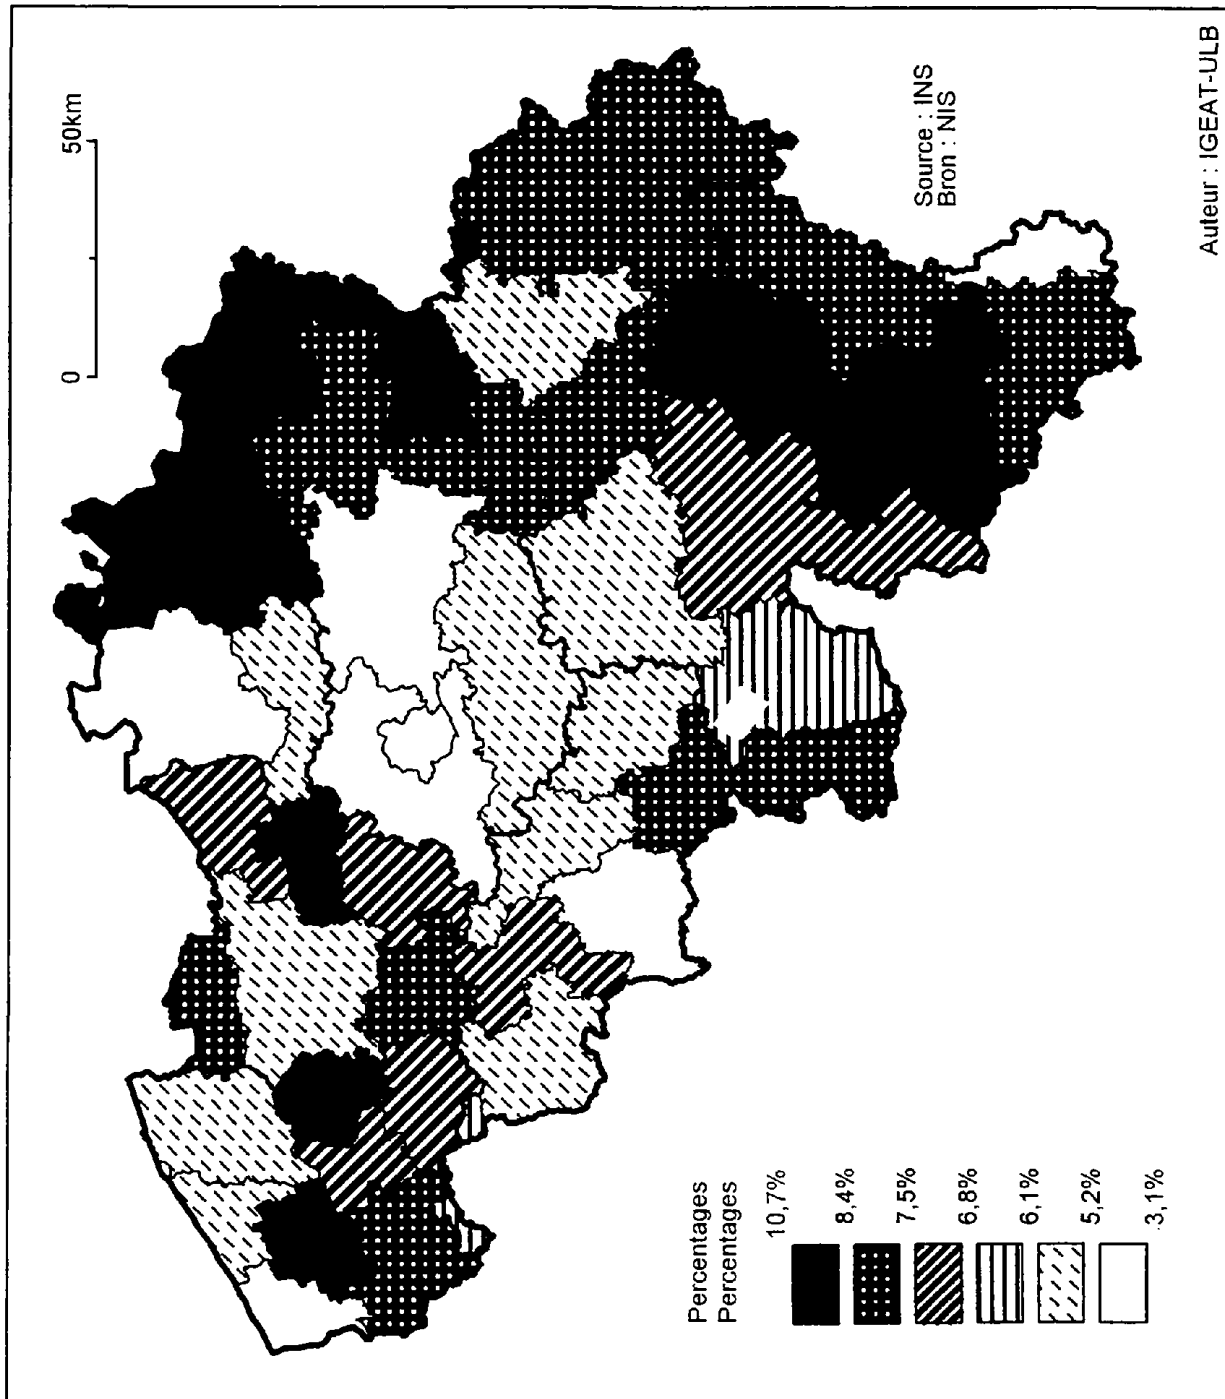 0 50km
Source : INS
Bron : NIS
Auteur : IGEAT-ULB
Percentages
Percentages
10,7%
8,4%
7,5%
6,8%
6,1%
5,2%
3,1%